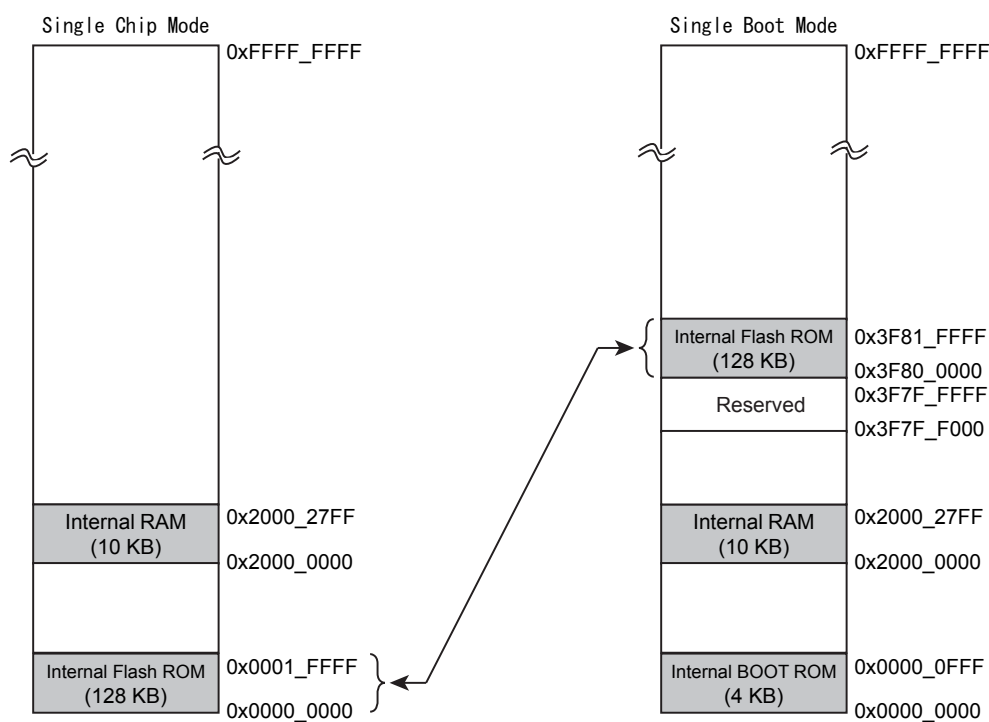 Single Chip Mode
0xFFFF_FFFF
Internal RAM
(10 KB)
0x2000_27FF
0x2000_0000
Internal Flash ROM
(128 KB)
0x0001_FFFF
0x0000_0000
Single Boot Mode
0xFFFF_FFFF
Internal Flash ROM
(128 KB)
0x3F81_FFFF
0x3F80_0000
Reserved
0x3F7F_FFFF
0x3F7F_F000
Internal RAM
(10 KB)
0x2000_27FF
0x2000_0000
Internal BOOT ROM
(4 KB)
0x0000_0FFF
0x0000_0000